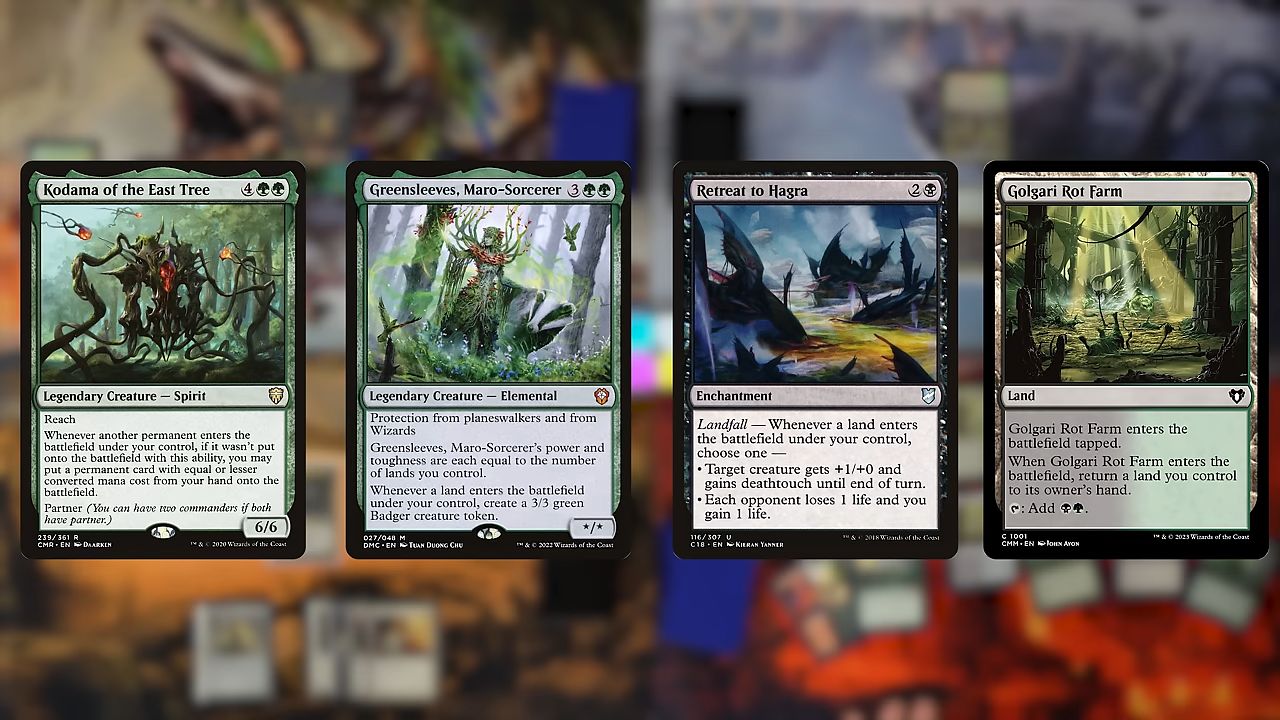 Kodama of the East Tree 4
Legendary Creature — Spirit
Reach
Whenever another permanent enters the
battlefield under your control, if it wasn't put
onto the battlefield with this ability, you may
put a permanent card with equal or lesser
converted mana cost from your hand onto the
battlefield.
Partner (You can have two commanders if both
have partner.)
6/6
239/361 R
CMR • EN DAARKEN ™ & © 2020 Wizards of the Coast
Greensleeves, Maro-Sorcerer 3
Legendary Creature — Elemental
Protection from planeswalkers and from
Wizards
Greensleeves, Maro-Sorcerer's power and
toughness are each equal to the number
of lands you control.
Whenever a land enters the battlefield
under your control, create a 3/3 green
Badger creature token.
*/*
027/048 M
DMC • EN TUAN DUONG CHU ™ & © 2022 Wizards of the Coast
Retreat to Hagra 2
Enchantment
Landfall — Whenever a land enters
the battlefield under your control,
choose one —
• Target creature gets +1/+0 and
gains deathtouch until end of turn.
• Each opponent loses 1 life and you
gain 1 life.
116/307 U
C18 • EN KIERAN YANNER ™ & © 2018 Wizards of the Coast
Golgari Rot Farm
Land
Golgari Rot Farm enters the
battlefield tapped.
When Golgari Rot Farm enters the
battlefield, return a land you control
to its owner's hand.
: Add .
C 1001
CMM • EN JOHN AVON ™ & © 2023 Wizards of the Coast